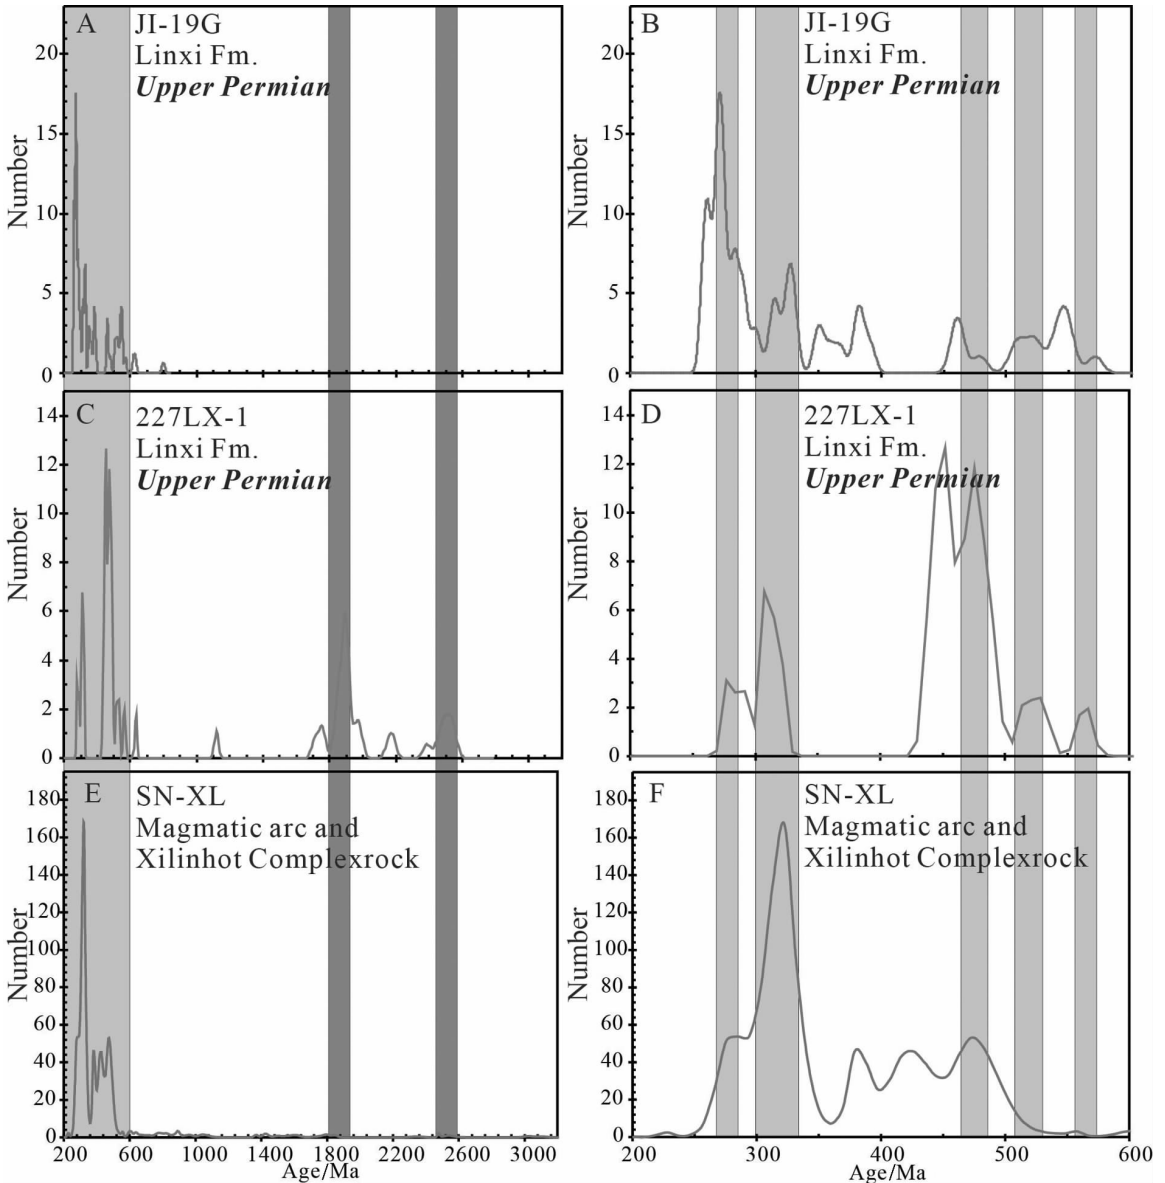 A
JI-19G
Linxi Fm.
Upper Permian
Number
20
15
10
5
0
B
JI-19G
Linxi Fm.
Upper Permian
Number
20
15
10
5
0
C
227LX-1
Linxi Fm.
Upper Permian
Number
14
12
10
8
6
4
2
0
D
227LX-1
Linxi Fm.
Upper Permian
Number
14
12
10
8
6
4
2
0
E
SN-XL
Magmatic arc and
Xilinhot Complexrock
Number
180
160
140
120
100
80
60
40
20
0
200 600 1000 1400 1800 2200 2600 3000
Age/Ma
F
SN-XL
Magmatic arc and
Xilinhot Complexrock
Number
180
160
140
120
100
80
60
40
20
0
200 300 400 500 600
Age/Ma